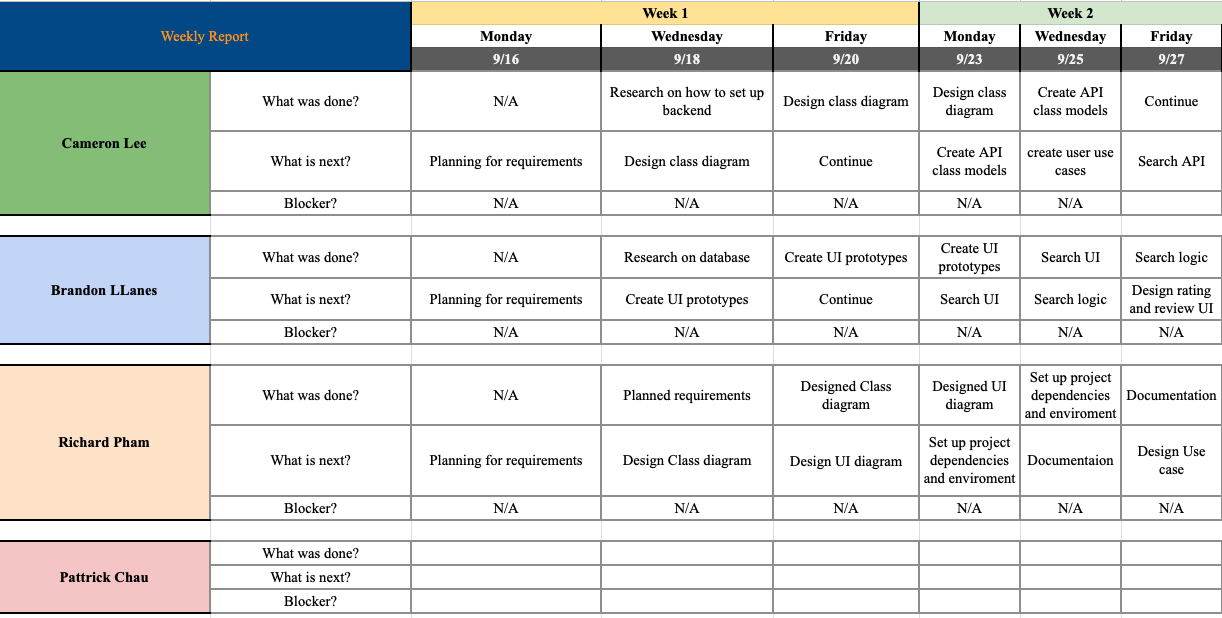 Weekly Report
Week 1
Week 2
Monday
Wednesday
Friday
Monday
Wednesday
Friday
9/16
9/18
9/20
9/23
9/25
9/27
Cameron Lee
What was done?
N/A
Research on how to set up
backend
Design class diagram
Design class
diagram
Create API
class models
Continue
What is next?
Planning for requirements
Design class diagram
Continue
Create API
class models
create user use
cases
Search API
Blocker?
N/A
N/A
N/A
N/A
N/A
Brandon LLanes
What was done?
N/A
Research on database
Create UI prototypes
Create UI
prototypes
Search UI
Search logic
What is next?
Planning for requirements
Create UI prototypes
Continue
Search UI
Search logic
Design rating
and review UI
Blocker?
N/A
N/A
N/A
N/A
N/A
N/A
Richard Pham
What was done?
N/A
Planned requirements
Designed Class
diagram
Designed UI
diagram
Set up project
dependencies
and enviroment
Documentation
What is next?
Planning for requirements
Design Class diagram
Design UI diagram
Set up project
dependencies
and enviroment
Documentaion
Design Use
case
Blocker?
N/A
N/A
N/A
N/A
N/A
N/A
Pattrick Chau
What was done?
What is next?
Blocker?